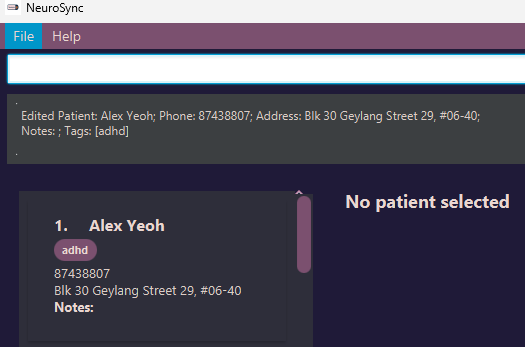 NeuroSync
File Help
Edited Patient: Alex Yeoh; Phone: 87438807; Address: Blk 30 Geylang Street 29, #06-40;
Notes: ; Tags: [adhd]
No patient selected
1. Alex Yeoh
adhd
87438807
Blk 30 Geylang Street 29, #06-40
Notes: